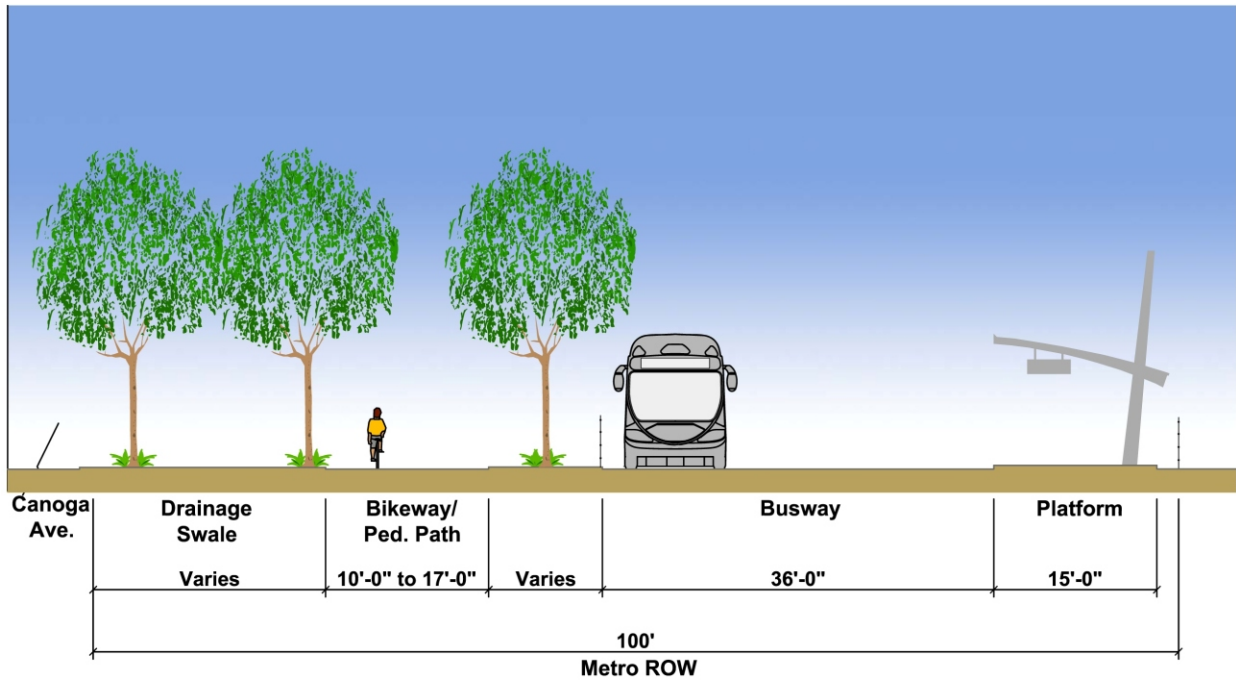 Canoga
Ave.
Drainage
Swale
Bikeway/
Ped. Path
Busway
Platform
Varies
10'-0" to 17'-0"
Varies
36'-0"
15'-0"
100'
Metro ROW